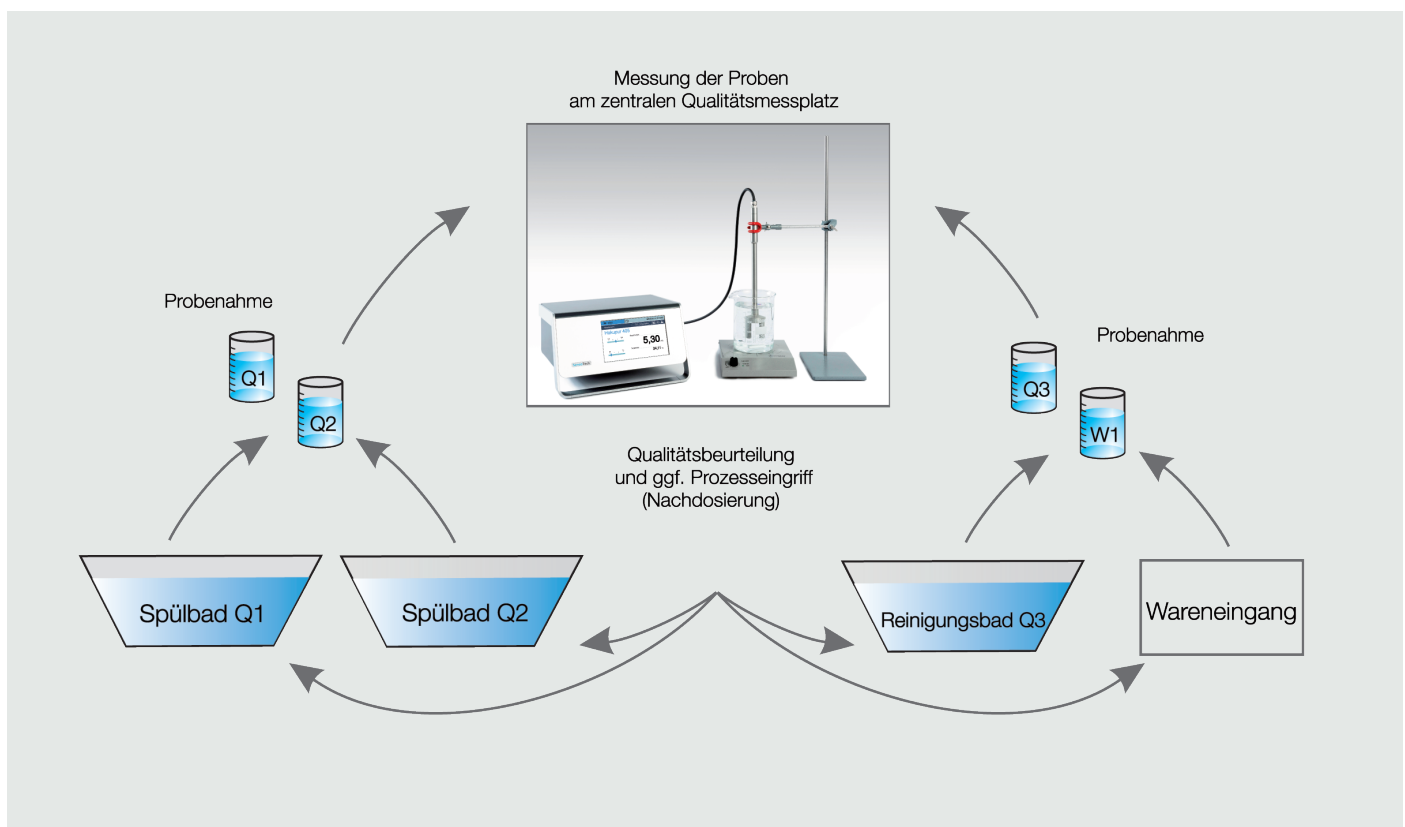 Messung der Proben
am zentralen Qualitätsmessplatz
5,30
Probenahme
Q1
Q2
Probenahme
Q3
W1
Qualitätsbeurteilung
und ggf. Prozesseingriff
(Nachdosierung)
Spülbad Q1
Spülbad Q2
Reinigungsbad Q3
Wareneingang